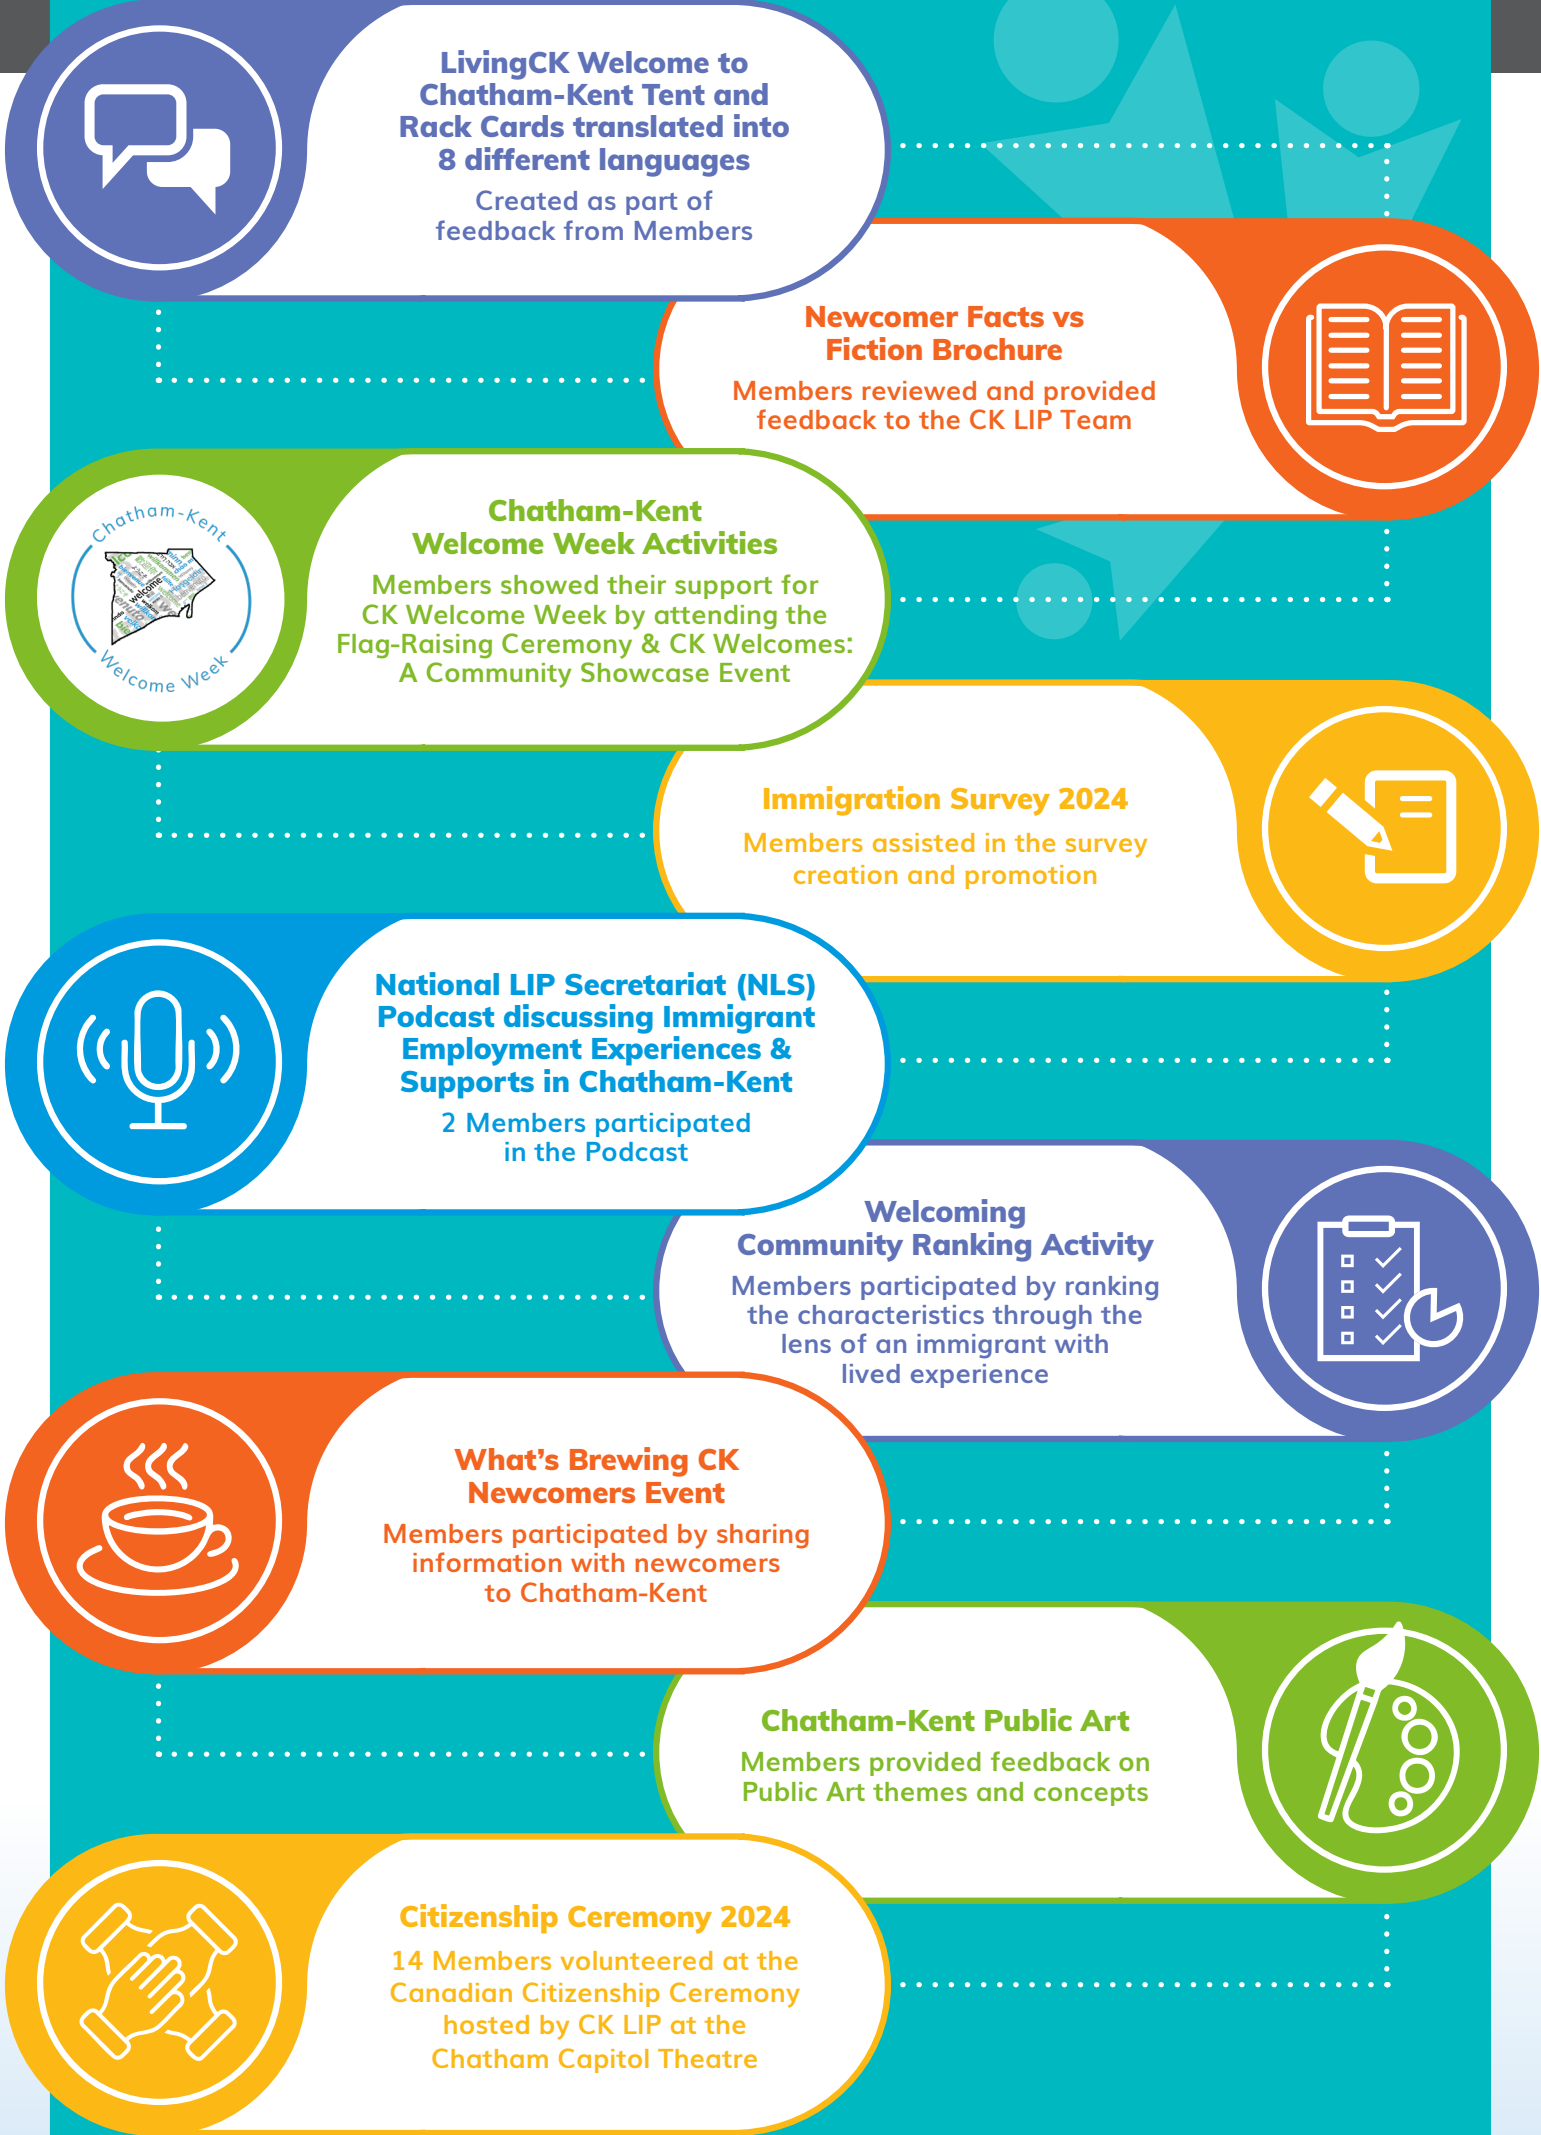 LivingCK Welcome to
Chatham-Kent Tent and
Rack Cards translated into
8 different languages
Created as part of
feedback from Members
Newcomer Facts vs
Fiction Brochure
Members reviewed and provided
feedback to the CK LIP Team
Chatham-Kent
Welcome Week
welcome
Chatham-Kent
Welcome Week Activities
Members showed their support for
CK Welcome Week by attending the
Flag-Raising Ceremony & CK Welcomes:
A Community Showcase Event
Immigration Survey 2024
Members assisted in the survey
creation and promotion
National LIP Secretariat (NLS)
Podcast discussing Immigrant
Employment Experiences &
Supports in Chatham-Kent
2 Members participated
in the Podcast
Welcoming
Community Ranking Activity
Members participated by ranking
the characteristics through the
lens of an immigrant with
lived experience
What's Brewing CK
Newcomers Event
Members participated by sharing
information with newcomers
to Chatham-Kent
Chatham-Kent Public Art
Members provided feedback on
Public Art themes and concepts
Citizenship Ceremony 2024
14 Members volunteered at the
Canadian Citizenship Ceremony
hosted by CK LIP at the
Chatham Capitol Theatre